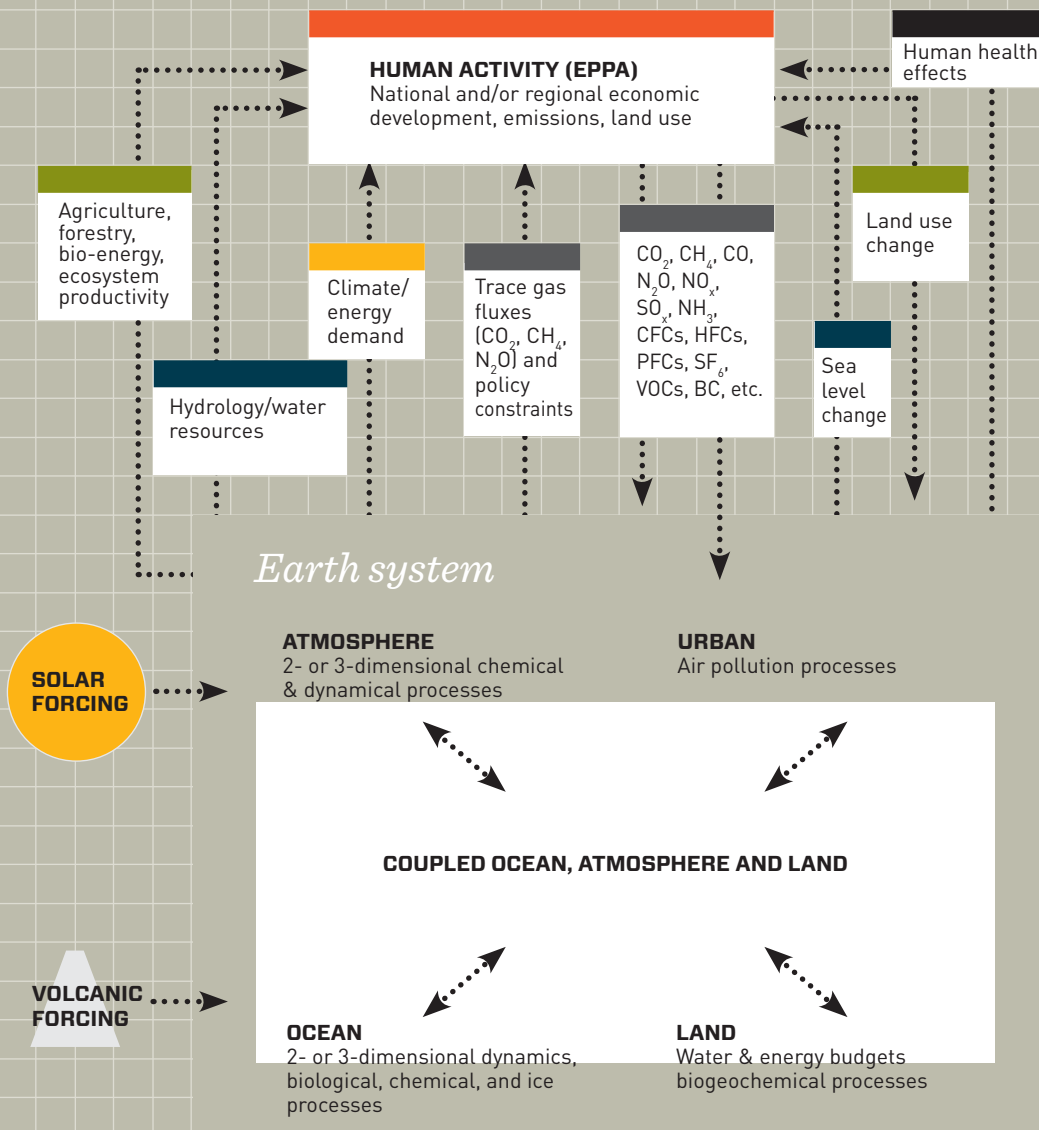 HUMAN ACTIVITY (EPPA)
National and/or regional economic
development, emissions, land use
Human health
effects
Agriculture,
forestry,
bio-energy,
ecosystem
productivity
Hydrology/water
resources
Climate/
energy
demand
Trace gas
fluxes
(CO₂, CH₄,
N₂O) and
policy
constraints
CO₂, CH₄, CO,
N₂O, NOₓ,
SOₓ, NH₃,
CFCs, HFCs,
PFCs, SF₆,
VOCs, BC, etc.
Land use
change
Sea
level
change
Earth system
SOLAR
FORCING
ATMOSPHERE
2- or 3-dimensional chemical
& dynamical processes
URBAN
Air pollution processes
COUPLED OCEAN, ATMOSPHERE AND LAND
VOLCANIC
FORCING
OCEAN
2- or 3-dimensional dynamics,
biological, chemical, and ice
processes
LAND
Water & energy budgets
biogeochemical processes